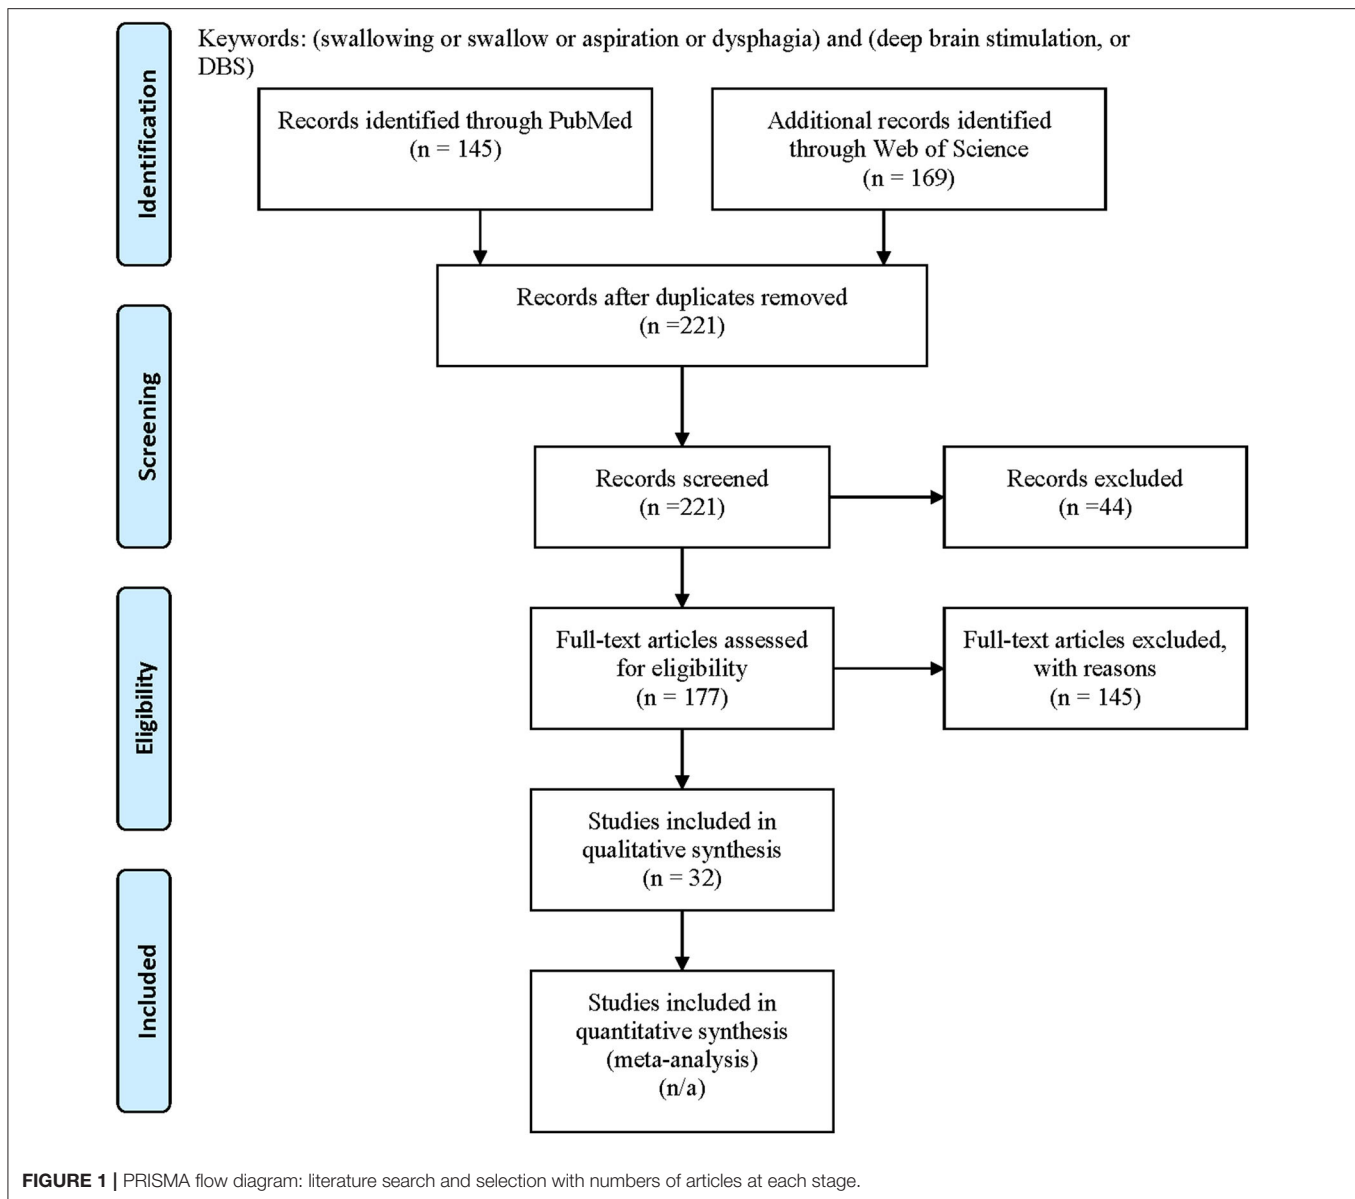 Keywords: (swallowing or swallow or aspiration or dysphagia) and (deep brain stimulation, or
DBS)
Identification
Records identified through PubMed
(n = 145)
Additional records identified
through Web of Science
(n = 169)
Records after duplicates removed
(n =221)
Screening
Records screened
(n =221)
Records excluded
(n =44)
Eligibility
Full-text articles assessed
for eligibility
(n = 177)
Full-text articles excluded,
with reasons
(n = 145)
Studies included in
qualitative synthesis
(n = 32)
Included
Studies included in
quantitative synthesis
(meta-analysis)
(n/a)
FIGURE 1 | PRISMA flow diagram: literature search and selection with numbers of articles at each stage.